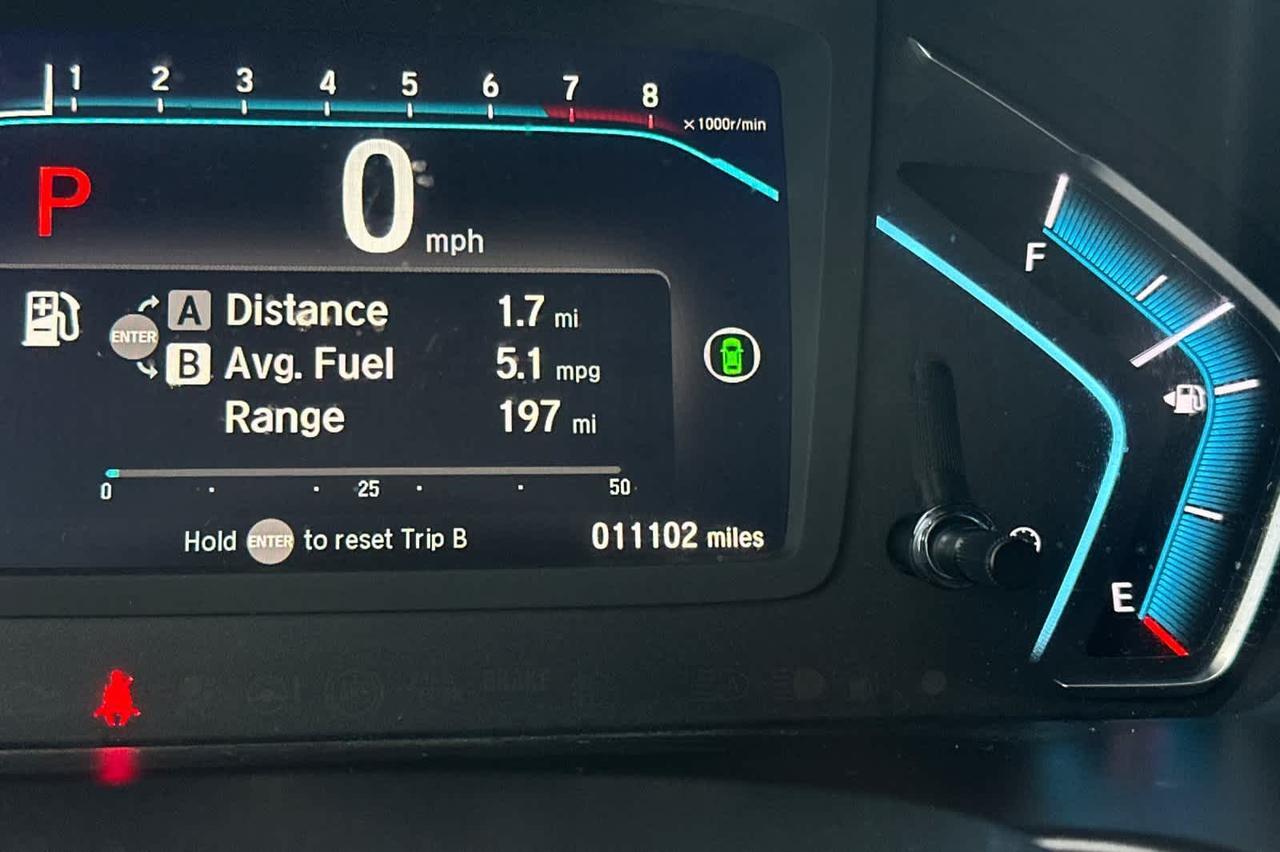 1 2 3 4 5 6 7 8
×1000r/min
P
0 mph
F
ENTER
A Distance 1.7 mi
B Avg. Fuel 5.1 mpg
Range 197 mi
0 25 50
Hold ENTER to reset Trip B
011102 miles
E